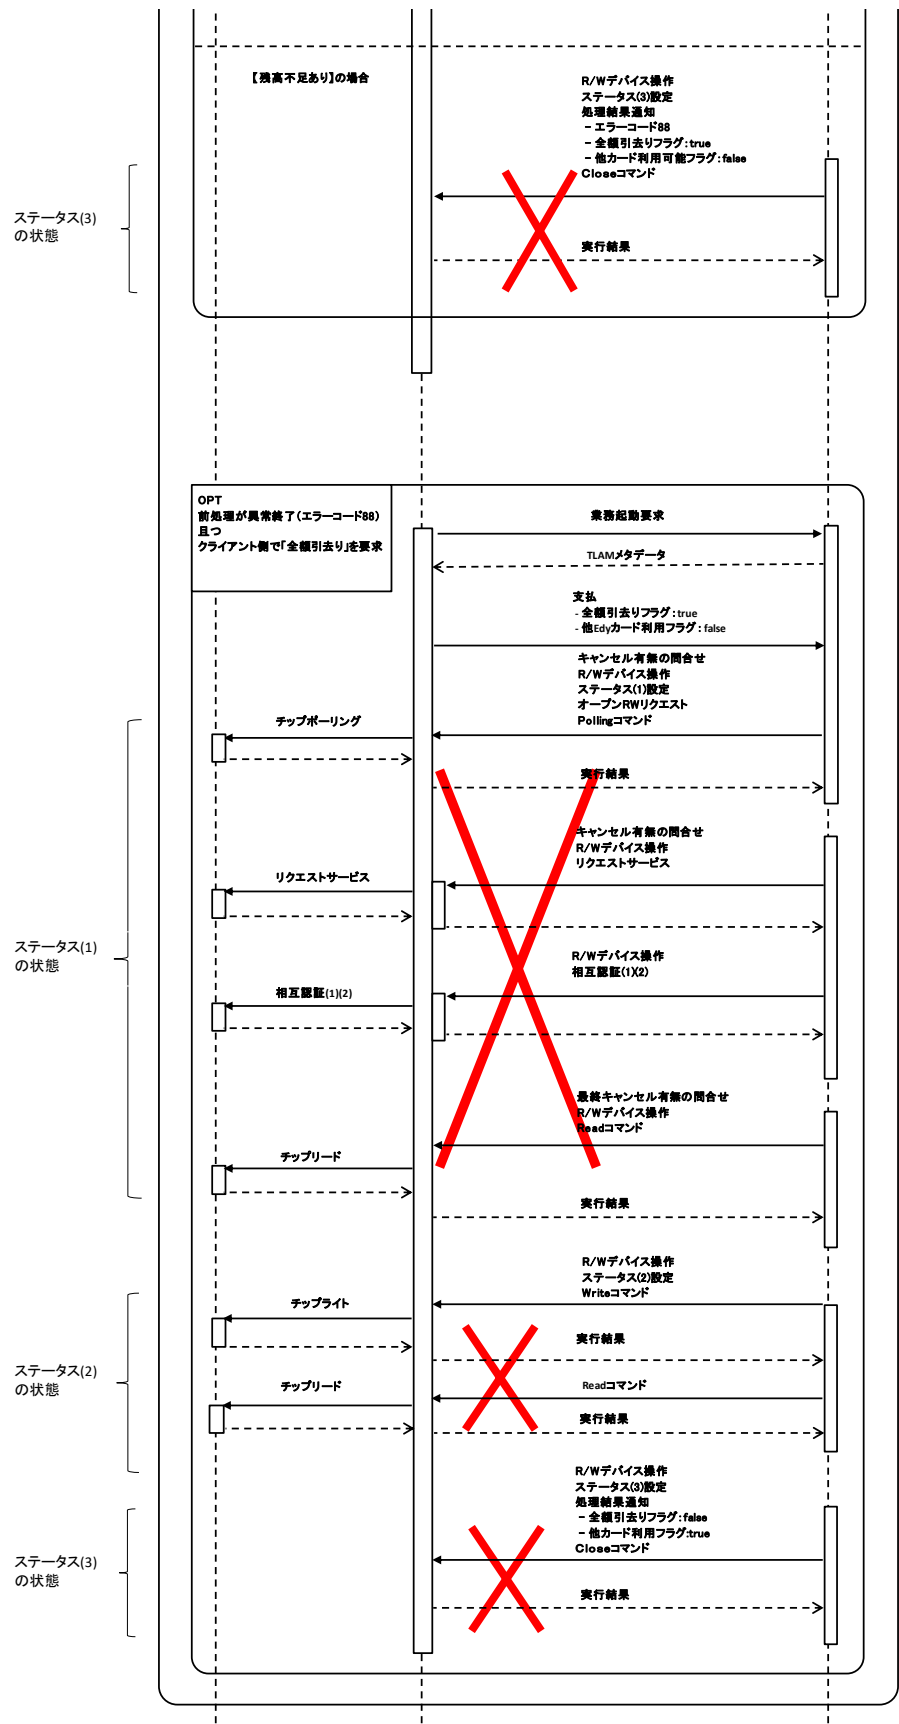 【残高不足あり】の場合
R/Wデバイス操作
ステータス(3)設定
処理結果通知
- エラーコード88
- 全額引去りフラグ:true
- 他カード利用可能フラグ:false
Closeコマンド
ステータス(3)
の状態
実行結果
OPT
前処理が異常終了(エラーコード88)
且つ
クライアント側で「全額引去り」を要求
業務起動要求
TLAMメタデータ
支払
- 全額引去りフラグ:true
- 他Edyカード利用フラグ:false
キャンセル有無の問合せ
R/Wデバイス操作
ステータス(1)設定
オープンRWリクエスト
Pollingコマンド
チップポーリング
実行結果
キャンセル有無の問合せ
R/Wデバイス操作
リクエストサービス
リクエストサービス
ステータス(1)
の状態
R/Wデバイス操作
相互認証(1)(2)
相互認証(1)(2)
最終キャンセル有無の問合せ
R/Wデバイス操作
Readコマンド
チップリード
実行結果
R/Wデバイス操作
ステータス(2)設定
Writeコマンド
チップライト
実行結果
ステータス(2)
の状態
Readコマンド
チップリード
実行結果
R/Wデバイス操作
ステータス(3)設定
処理結果通知
- 全額引去りフラグ:false
- 他カード利用フラグ:true
Closeコマンド
ステータス(3)
の状態
実行結果